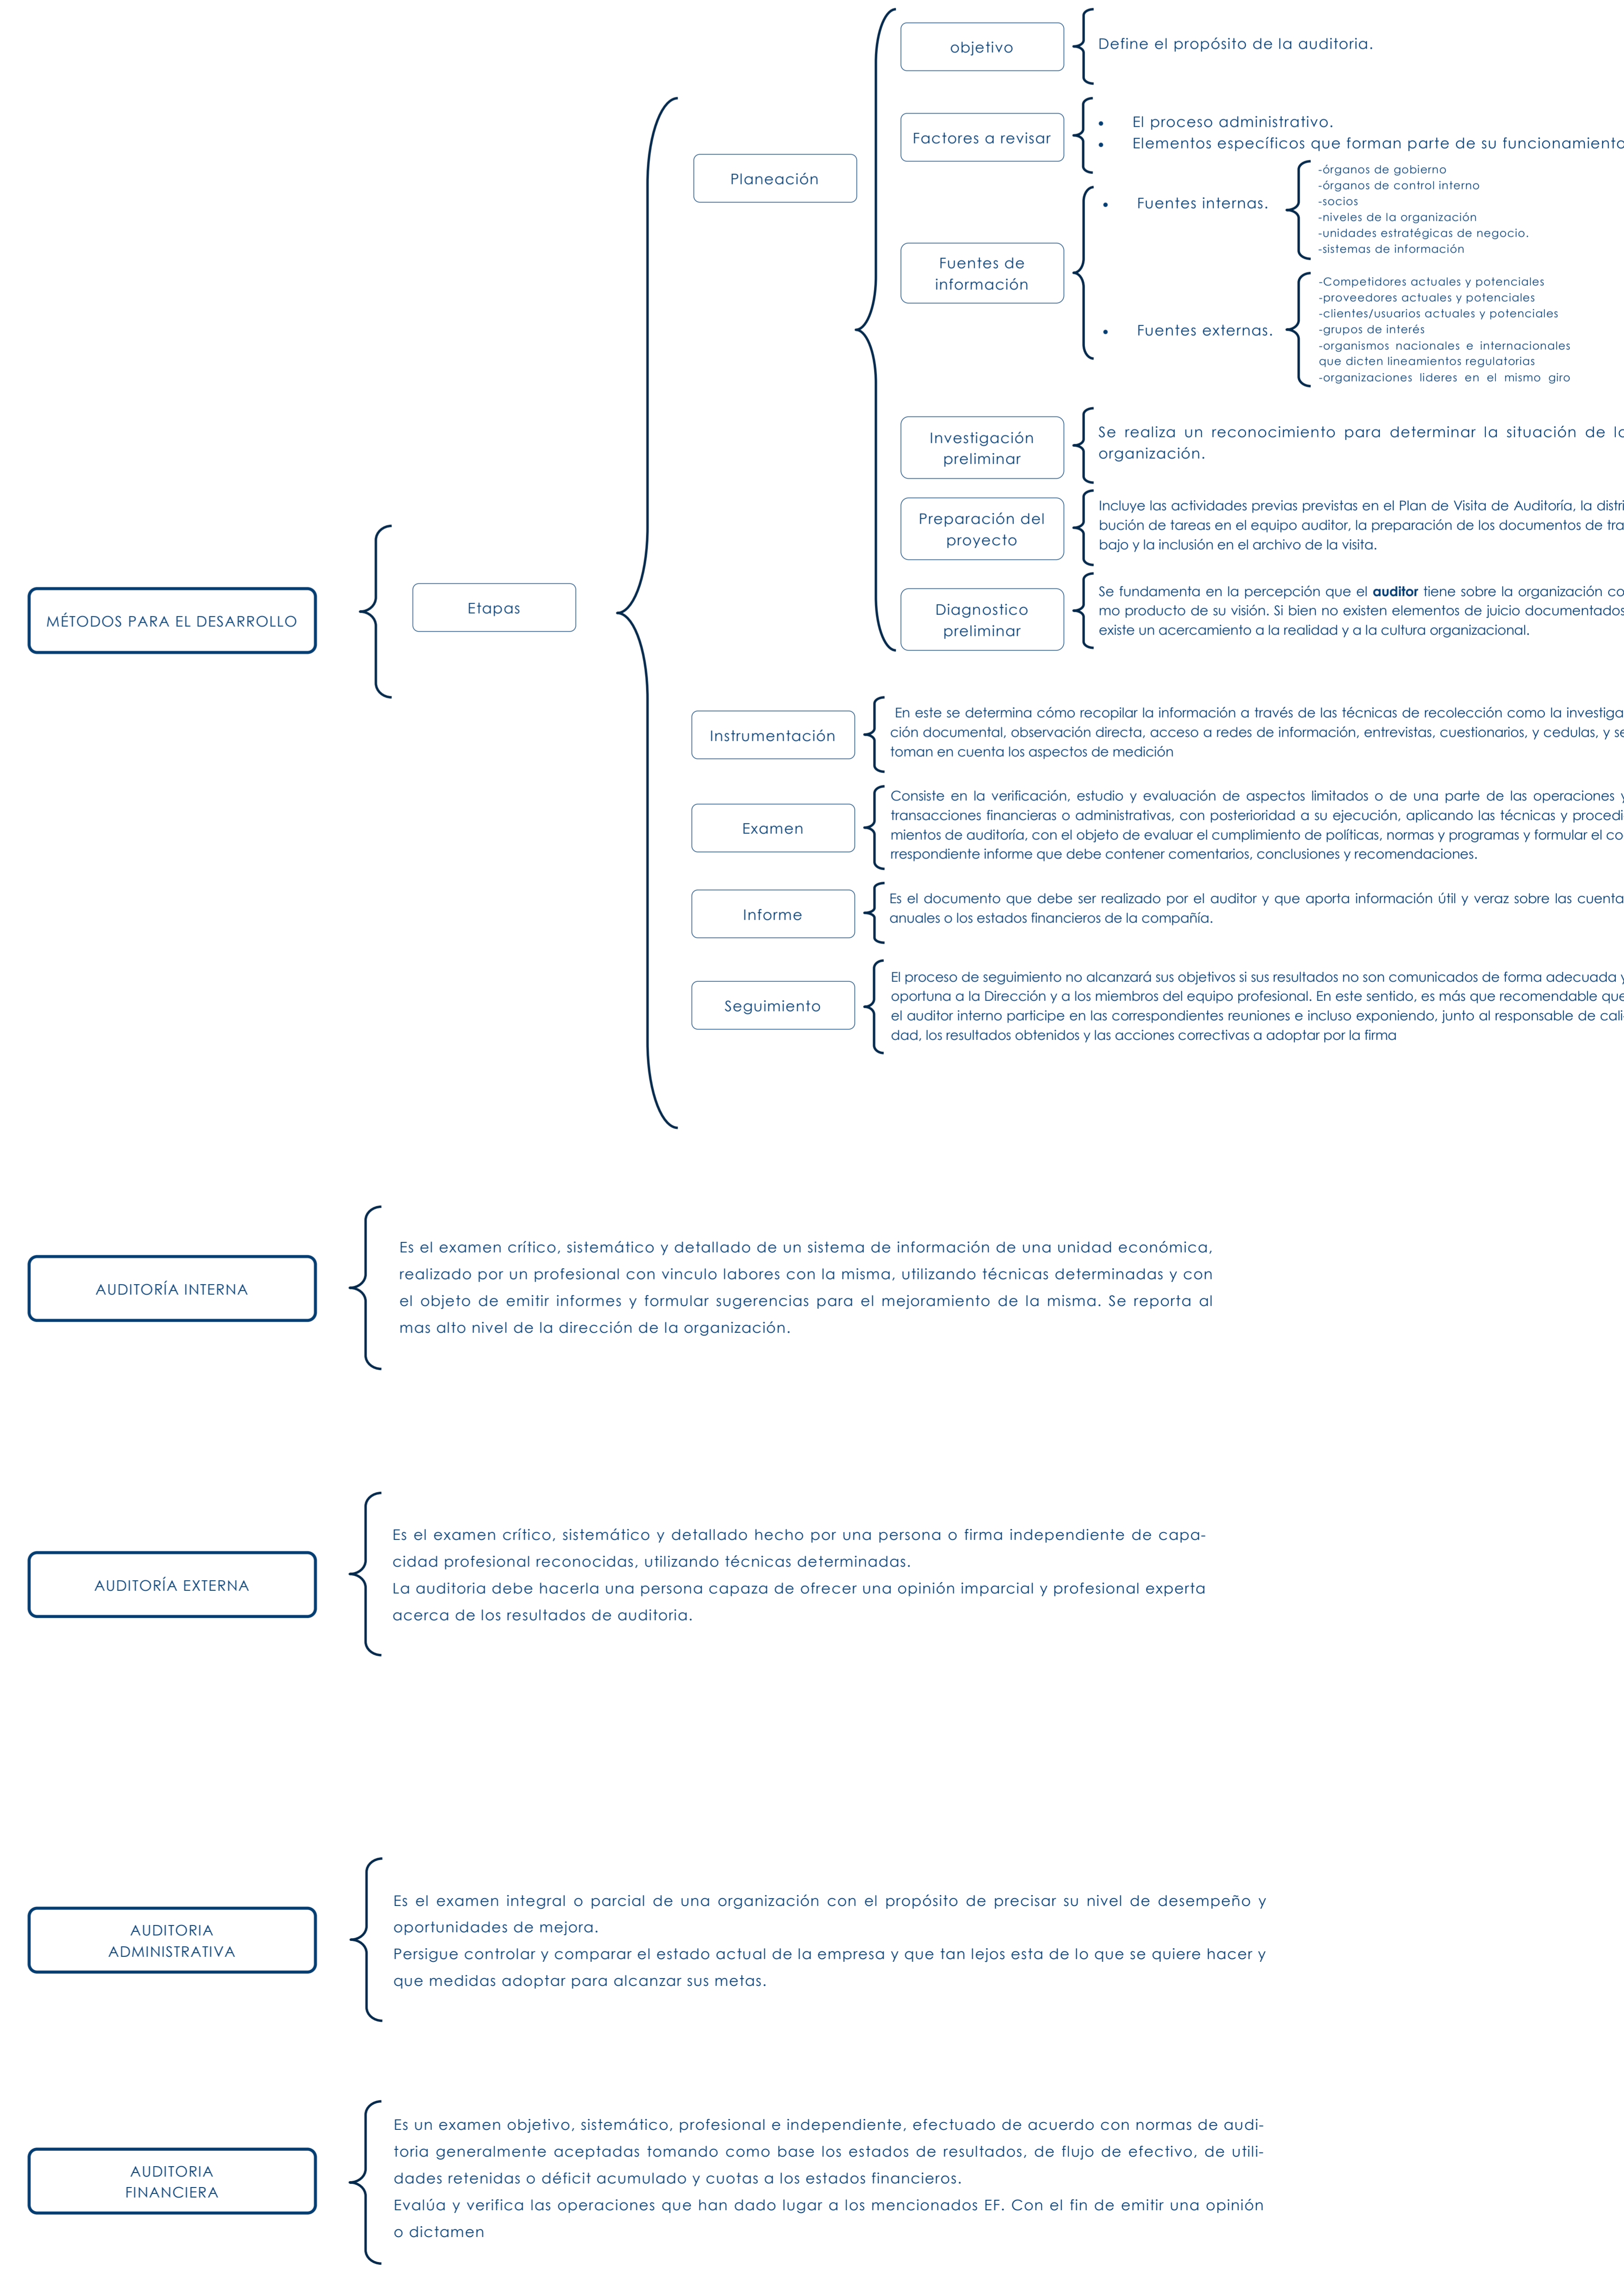 objetivo
Define el propósito de la auditoria.
Factores a revisar
• El proceso administrativo.
• Elementos específicos que forman parte de su funcionamiento
Planeación
Fuentes de
información
• Fuentes internas.
-órganos de gobierno
-órganos de control interno
-socios
-niveles de la organización
-unidades estratégicas de negocio.
-sistemas de información
• Fuentes externas.
-Competidores actuales y potenciales
-proveedores actuales y potenciales
-clientes/usuarios actuales y potenciales
-grupos de interés
-organismos nacionales e internacionales
que dicten lineamientos regulatorias
-organizaciones lideres en el mismo giro
Investigación
preliminar
Se realiza un reconocimiento para determinar la situación de la
organización.
Preparación del
proyecto
Incluye las actividades previas previstas en el Plan de Visita de Auditoría, la distri
bución de tareas en el equipo auditor, la preparación de los documentos de tra
bajo y la inclusión en el archivo de la visita.
Diagnostico
preliminar
Se fundamenta en la percepción que el auditor tiene sobre la organización co
mo producto de su visión. Si bien no existen elementos de juicio documentados
existe un acercamiento a la realidad y a la cultura organizacional.
MÉTODOS PARA EL DESARROLLO
Etapas
Instrumentación
En este se determina cómo recopilar la información a través de las técnicas de recolección como la investiga
ción documental, observación directa, acceso a redes de información, entrevistas, cuestionarios, y cedulas, y se
toman en cuenta los aspectos de medición
Examen
Consiste en la verificación, estudio y evaluación de aspectos limitados o de una parte de las operaciones y
transacciones financieras o administrativas, con posterioridad a su ejecución, aplicando las técnicas y procedi
mientos de auditoría, con el objeto de evaluar el cumplimiento de políticas, normas y programas y formular el co
rrespondiente informe que debe contener comentarios, conclusiones y recomendaciones.
Informe
Es el documento que debe ser realizado por el auditor y que aporta información útil y veraz sobre las cuenta
anuales o los estados financieros de la compañía.
Seguimiento
El proceso de seguimiento no alcanzará sus objetivos si sus resultados no son comunicados de forma adecuada y
oportuna a la Dirección y a los miembros del equipo profesional. En este sentido, es más que recomendable que
el auditor interno participe en las correspondientes reuniones e incluso exponiendo, junto al responsable de cali
dad, los resultados obtenidos y las acciones correctivas a adoptar por la firma
AUDITORÍA INTERNA
Es el examen crítico, sistemático y detallado de un sistema de información de una unidad económica,
realizado por un profesional con vinculo labores con la misma, utilizando técnicas determinadas y con
el objeto de emitir informes y formular sugerencias para el mejoramiento de la misma. Se reporta al
mas alto nivel de la dirección de la organización.
AUDITORÍA EXTERNA
Es el examen crítico, sistemático y detallado hecho por una persona o firma independiente de capa-
cidad profesional reconocidas, utilizando técnicas determinadas.
La auditoria debe hacerla una persona capaza de ofrecer una opinión imparcial y profesional experta
acerca de los resultados de auditoria.
AUDITORIA
ADMINISTRATIVA
Es el examen integral o parcial de una organización con el propósito de precisar su nivel de desempeño y
oportunidades de mejora.
Persigue controlar y comparar el estado actual de la empresa y que tan lejos esta de lo que se quiere hacer y
que medidas adoptar para alcanzar sus metas.
AUDITORIA
FINANCIERA
Es un examen objetivo, sistemático, profesional e independiente, efectuado de acuerdo con normas de audi-
toria generalmente aceptadas tomando como base los estados de resultados, de flujo de efectivo, de utili-
dades retenidas o déficit acumulado y cuotas a los estados financieros.
Evalúa y verifica las operaciones que han dado lugar a los mencionados EF. Con el fin de emitir una opinión
o dictamen